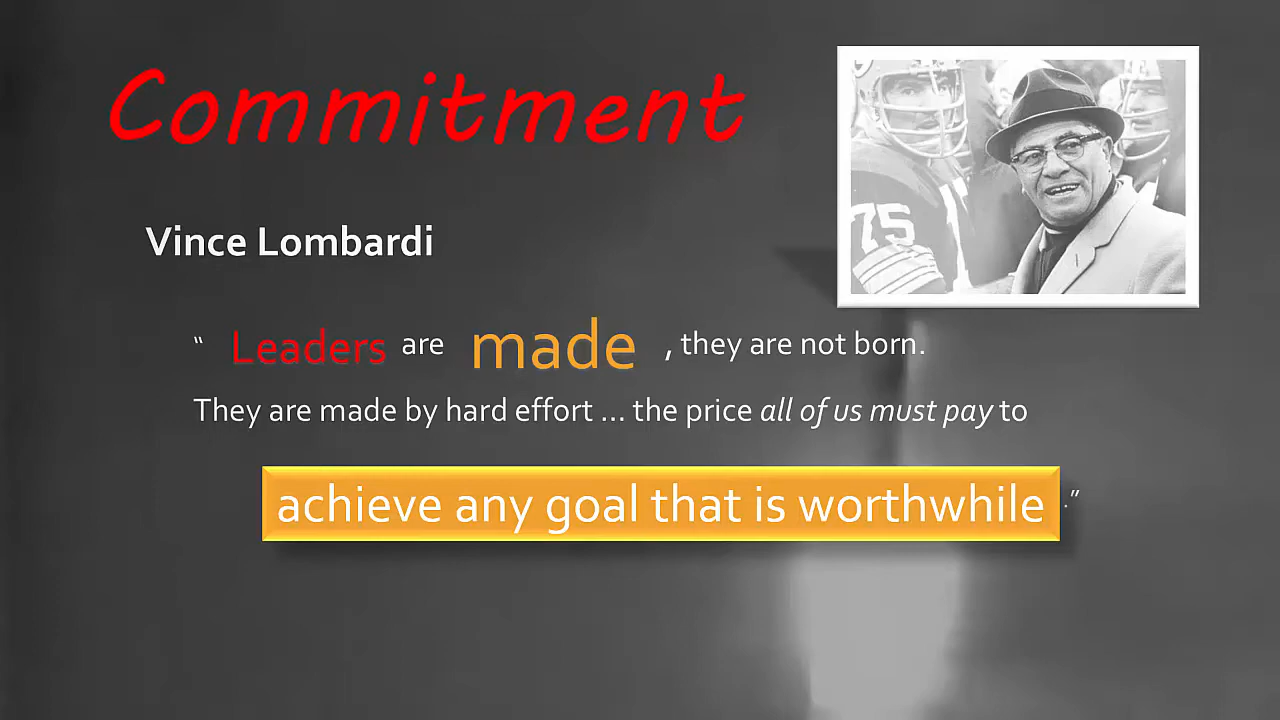 Commitment
Vince Lombardi
“ Leaders are made , they are not born.
They are made by hard effort … the price all of us must pay to
achieve any goal that is worthwhile .”
75